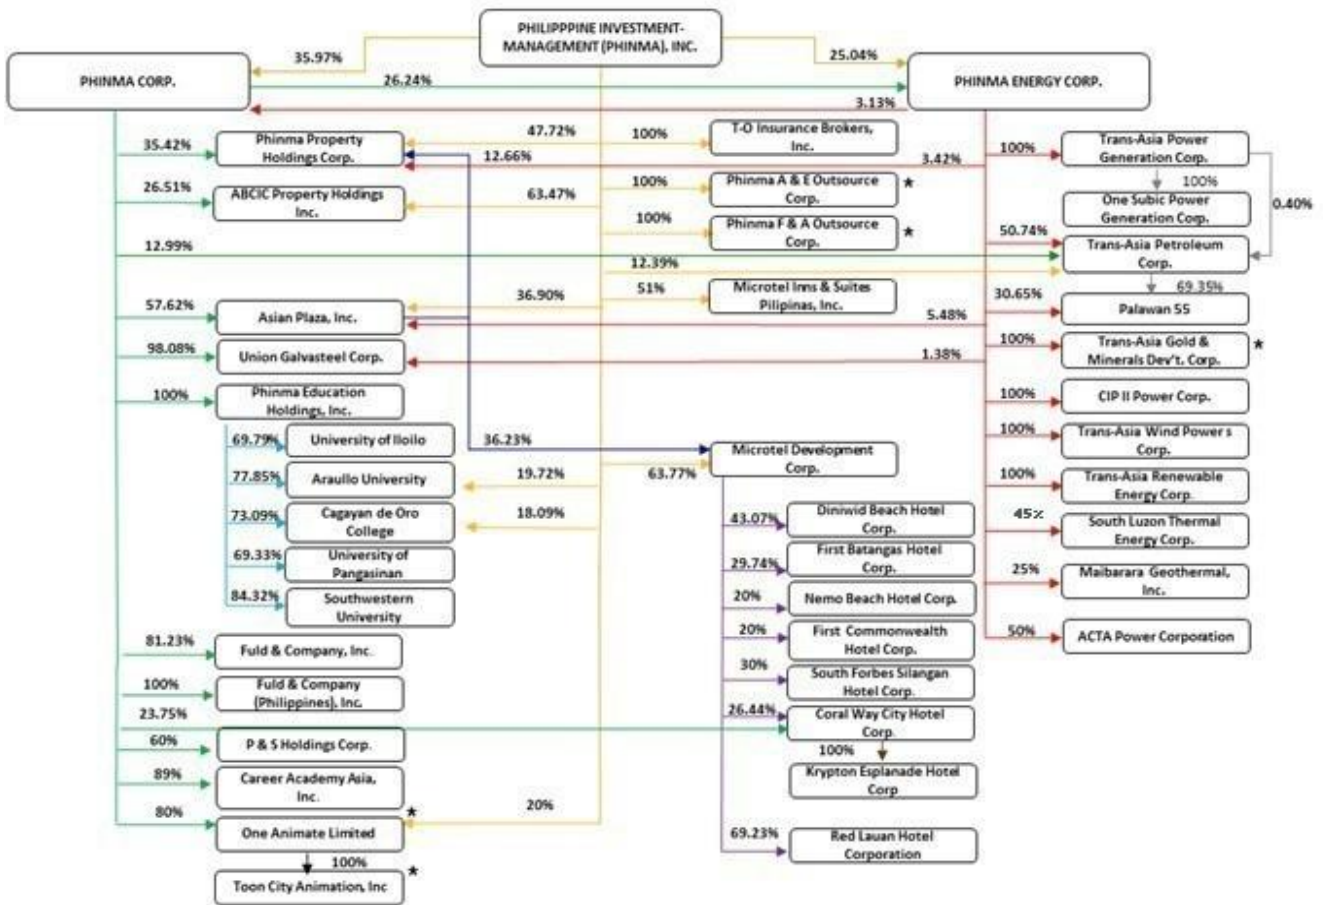 PHILIPPPINE INVESTMENT-
MANAGEMENT (PHINMA), INC.
35.97%
25.04%
PHINMA CORP.
26.24%
PHINMA ENERGY CORP.
3.13%
35.42%
Phinma Property
Holdings Corp.
47.72%
12.66%
100%
T-O Insurance Brokers,
Inc.
3.42%
100%
Trans-Asia Power
Generation Corp.
26.51%
ABCIC Property Holdings
Inc.
63.47%
100%
Phinma A & E Outsource
Corp.
*
100%
One Subic Power
Generation Corp.
0.40%
100%
Phinma F & A Outsource
Corp.
*
50.74%
Trans-Asia Petroleum
Corp.
12.99%
12.39%
69.35%
57.62%
Asian Plaza, Inc.
36.90%
51%
Microtel Inns & Suites
Pilipinas, Inc.
5.48%
30.65%
Palawan 55
98.08%
Union Galvasteel Corp.
1.38%
100%
Trans-Asia Gold &
Minerals Dev't. Corp.
*
100%
Phinma Education
Holdings, Inc.
100%
CIP II Power Corp.
69.79%
University of Iloilo
36.23%
Microtel Development
Corp.
63.77%
100%
Trans-Asia Wind Power s
Corp.
77.85%
Araullo University
19.72%
100%
Trans-Asia Renewable
Energy Corp.
73.09%
Cagayan de Oro
College
18.09%
43.07%
Diniwid Beach Hotel
Corp.
45%
South Luzon Thermal
Energy Corp.
69.33%
University of
Pangasinan
29.74%
First Batangas Hotel
Corp.
25%
Maibarara Geothermal,
Inc.
84.32%
Southwestern
University
20%
Nemo Beach Hotel Corp.
81.23%
Fuld & Company, Inc.
20%
First Commonwealth
Hotel Corp.
50%
ACTA Power Corporation
100%
Fuld & Company
(Philippines), Inc.
30%
South Forbes Silangan
Hotel Corp.
23.75%
26.44%
Coral Way City Hotel
Corp.
60%
P & S Holdings Corp.
100%
Krypton Esplanade Hotel
Corp
89%
Career Academy Asia,
Inc.
80%
One Animate Limited
*
20%
69.23%
Red Lauan Hotel
Corporation
100%
Toon City Animation, Inc
*